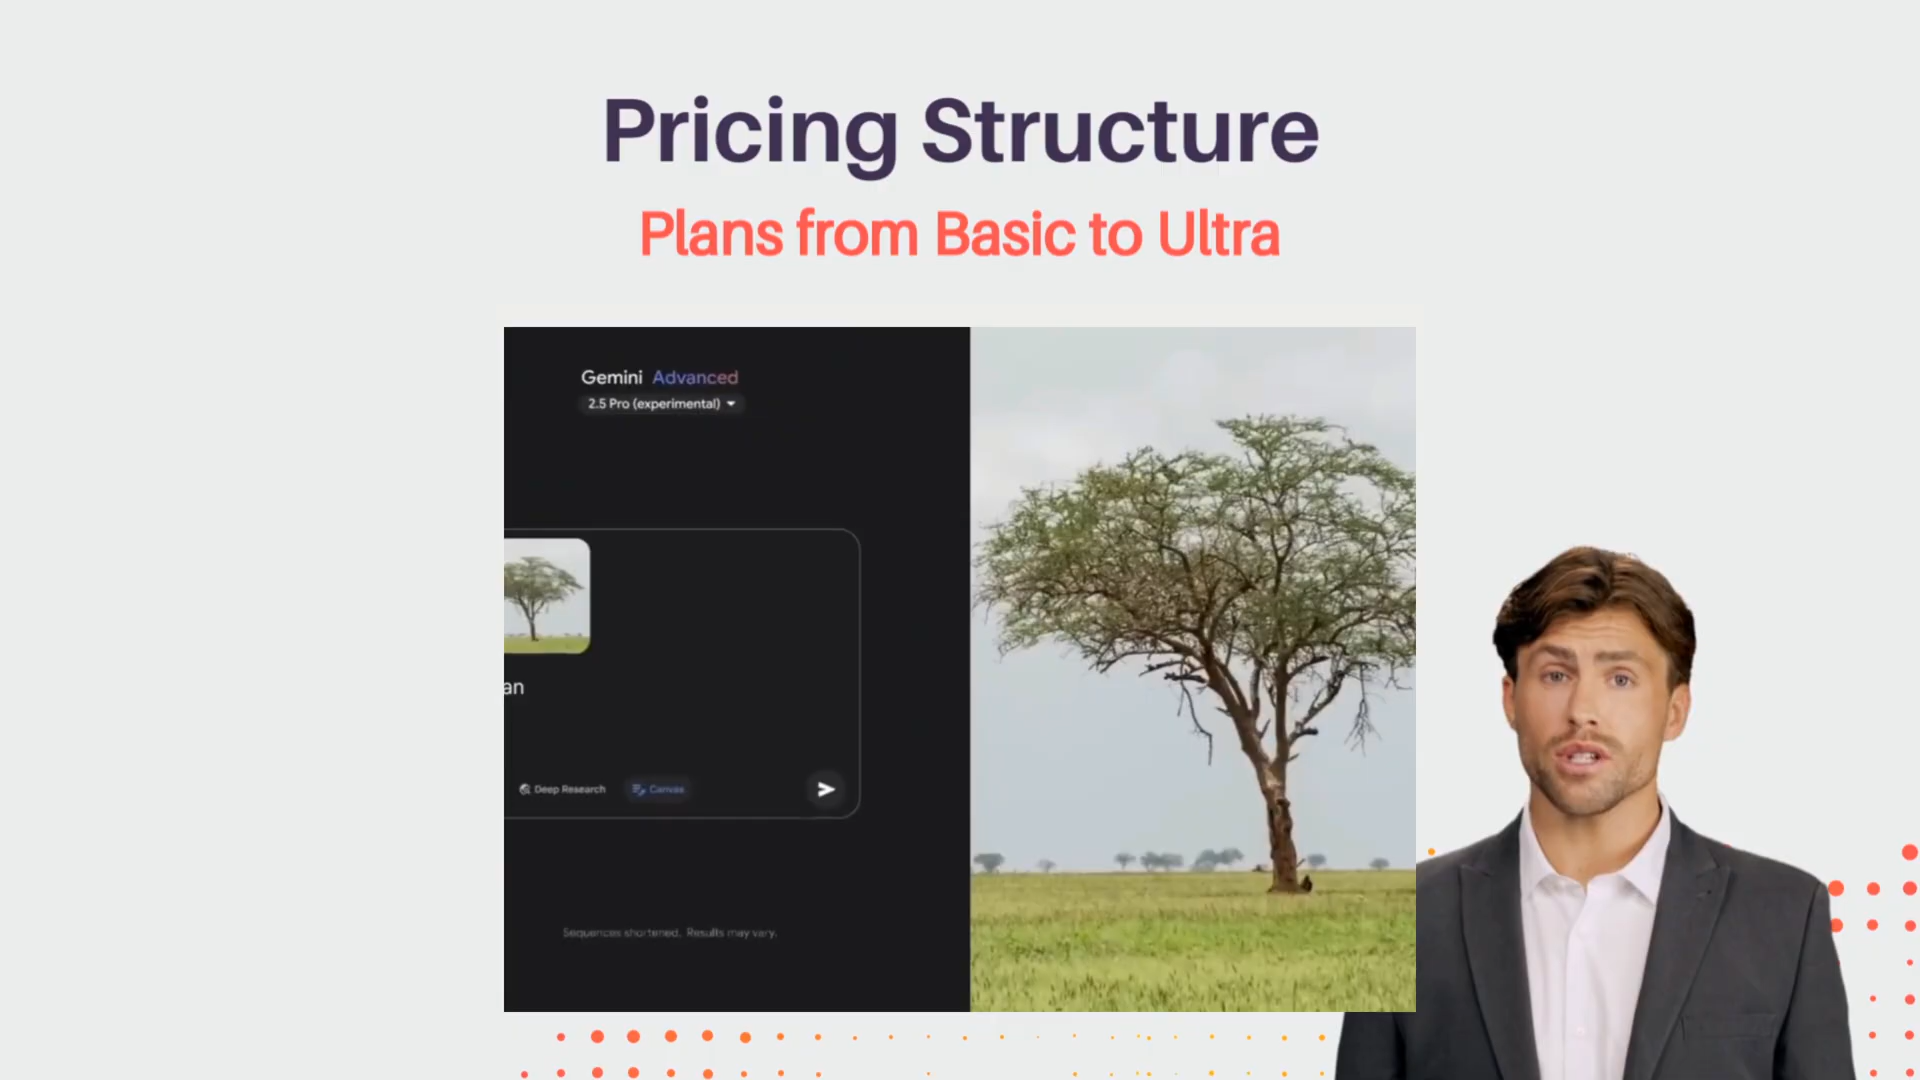 Pricing Structure
Plans from Basic to Ultra
Gemini Advanced
2.5 Pro (experimental)
an
Deep Research
Canvas
Sequences shortened. Results may vary.